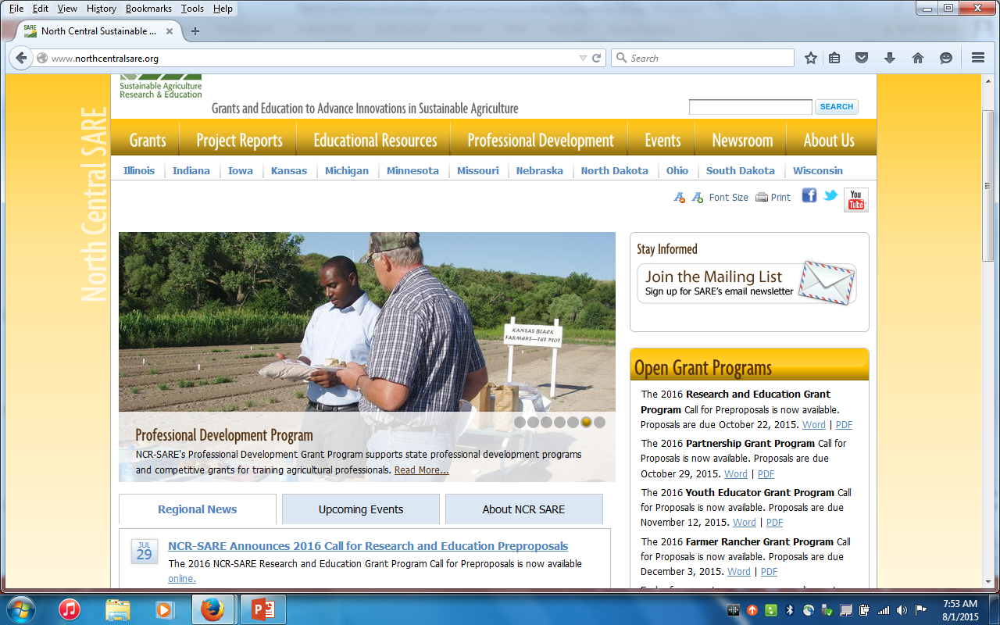 File Edit View History Bookmarks Tools Help
SARE North Central Sustainable ...
www.northcentralsare.org
Search
Sustainable Agriculture
Research & Education
Grants and Education to Advance Innovations in Sustainable Agriculture
SEARCH
North Central SARE
Grants Project Reports Educational Resources Professional Development Events Newsroom About Us
Illinois Indiana Iowa Kansas Michigan Minnesota Missouri Nebraska North Dakota Ohio South Dakota Wisconsin
Font Size Print
You
Tube
KANSAS BLACK
FARMERS—TEF PLOT
Professional Development Program
NCR-SARE's Professional Development Grant Program supports state professional development programs
and competitive grants for training agricultural professionals. Read More...
Stay Informed
Join the Mailing List
Sign up for SARE's email newsletter
Open Grant Programs
The 2016 Research and Education Grant
Program Call for Preproposals is now available.
Proposals are due October 22, 2015. Word | PDF
The 2016 Partnership Grant Program Call for
Proposals is now available. Proposals are due
October 29, 2015. Word | PDF
The 2016 Youth Educator Grant Program Call
for Proposals is now available. Proposals are due
November 12, 2015. Word | PDF
The 2016 Farmer Rancher Grant Program Call
for Proposals is now available. Proposals are due
December 3, 2015. Word | PDF
Regional News
Upcoming Events
About NCR SARE
JUL
29
NCR-SARE Announces 2016 Call for Research and Education Preproposals
The 2016 NCR-SARE Research and Education Grant Program Call for Preproposals is now available
online.
7:53 AM
8/1/2015